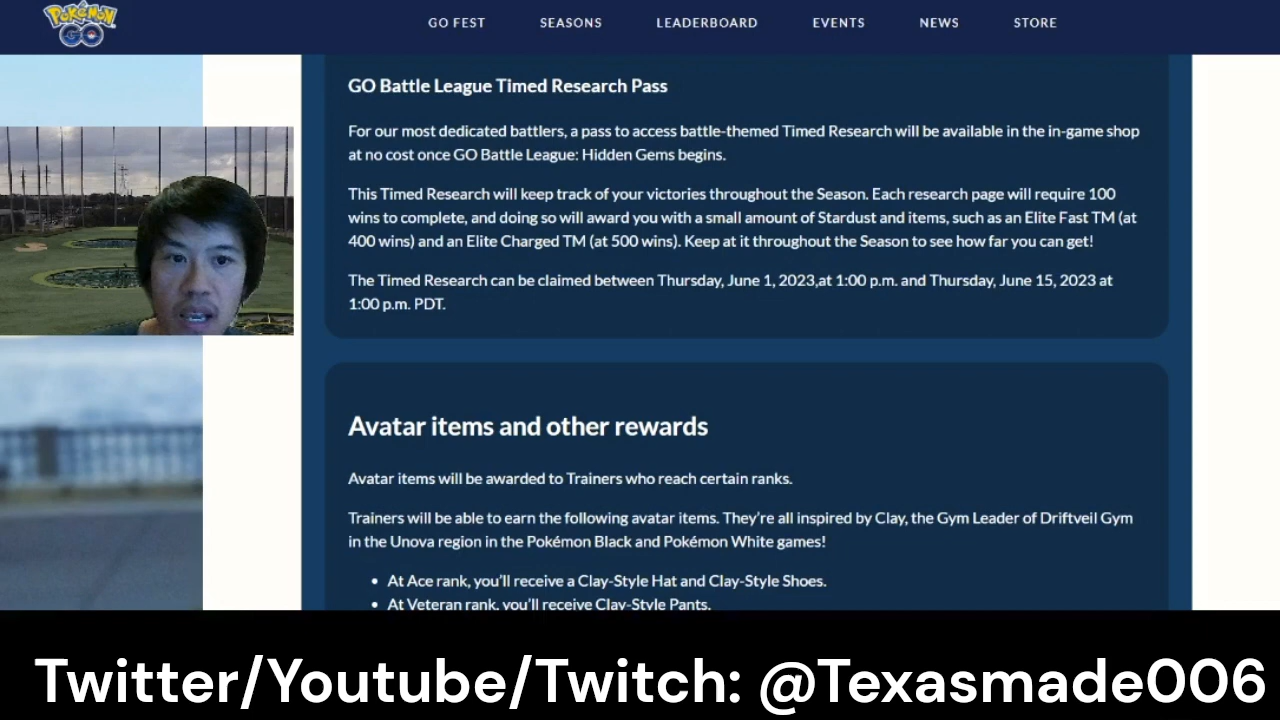 POKÉMON
GO
GO FEST
SEASONS
LEADERBOARD
EVENTS
NEWS
STORE
GO Battle League Timed Research Pass
For our most dedicated battlers, a pass to access battle-themed Timed Research will be available in the in-game shop
at no cost once GO Battle League: Hidden Gems begins.
This Timed Research will keep track of your victories throughout the Season. Each research page will require 100
wins to complete, and doing so will award you with a small amount of Stardust and items, such as an Elite Fast TM (at
400 wins) and an Elite Charged TM (at 500 wins). Keep at it throughout the Season to see how far you can get!
The Timed Research can be claimed between Thursday, June 1, 2023,at 1:00 p.m. and Thursday, June 15, 2023 at
1:00 p.m. PDT.
Avatar items and other rewards
Avatar items will be awarded to Trainers who reach certain ranks.
Trainers will be able to earn the following avatar items. They’re all inspired by Clay, the Gym Leader of Driftveil Gym
in the Unova region in the Pokémon Black and Pokémon White games!
• At Ace rank, you’ll receive a Clay-Style Hat and Clay-Style Shoes.
• At Veteran rank, you’ll receive Clay-Style Pants.
Twitter/Youtube/Twitch: @Texasmade006